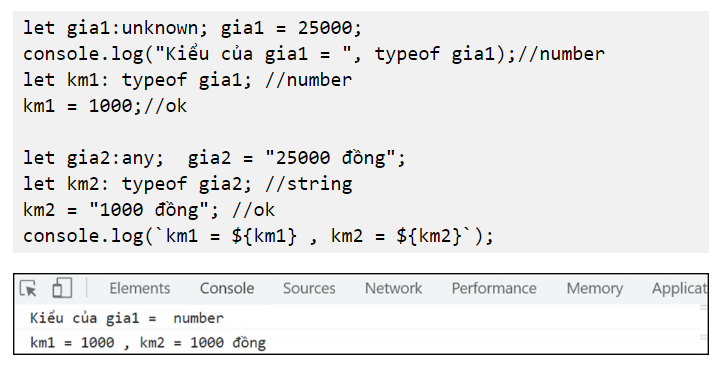 let gia1:unknown; gia1 = 25000;
console.log("Kiểu của gia1 = ", typeof gia1);//number
let km1: typeof gia1; //number
km1 = 1000;//ok
let gia2:any;  gia2 = "25000 đồng";
let km2: typeof gia2; //string
km2 = "1000 đồng"; //ok
console.log(`km1 = ${km1} , km2 = ${km2}`);
Elements Console Sources Network Performance Memory Applicat
Kiểu của gia1 =  number
km1 = 1000 , km2 = 1000 đồng